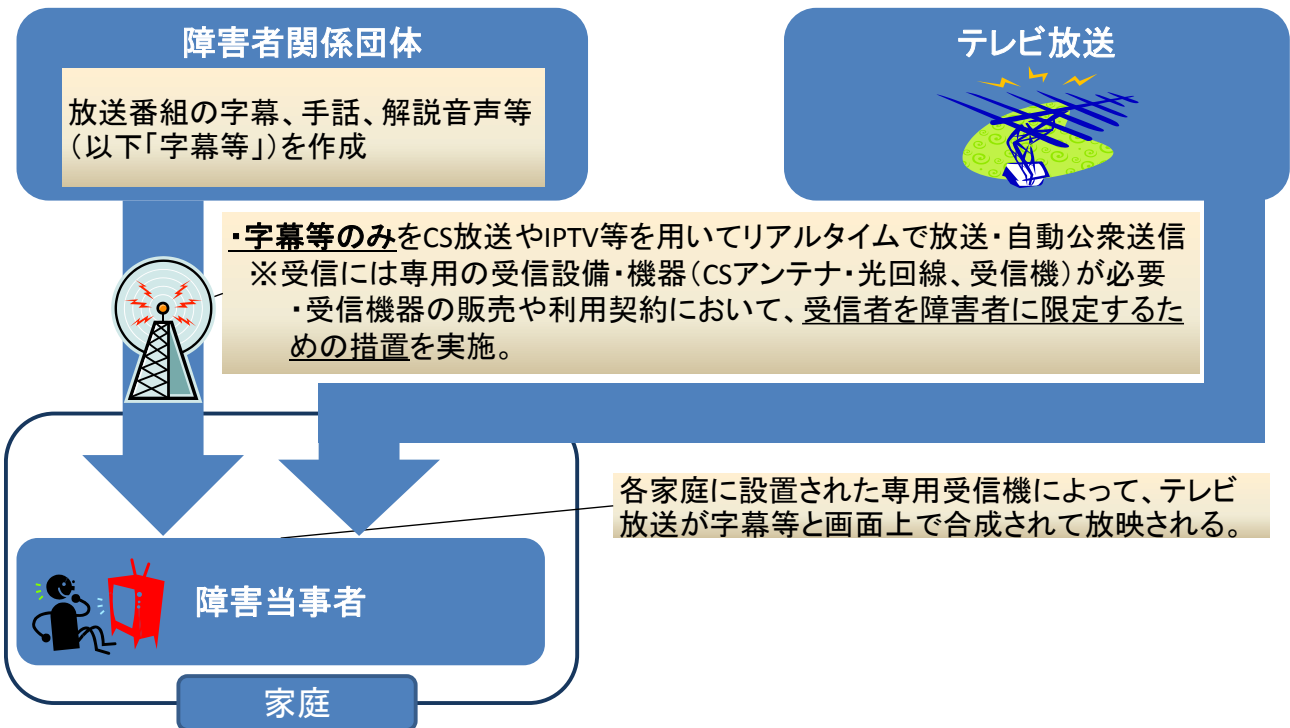 障害者関係団体
放送番組の字幕、手話、解説音声等
（以下「字幕等」）を作成
テレビ放送
・字幕等のみをCS放送やIPTV等を用いてリアルタイムで放送・自動公衆送信
※受信には専用の受信設備・機器（CSアンテナ・光回線、受信機）が必要
・受信機器の販売や利用契約において、受信者を障害者に限定するた
めの措置を実施。
各家庭に設置された専用受信機によって、テレビ
放送が字幕等と画面上で合成されて放映される。
障害当事者
家庭